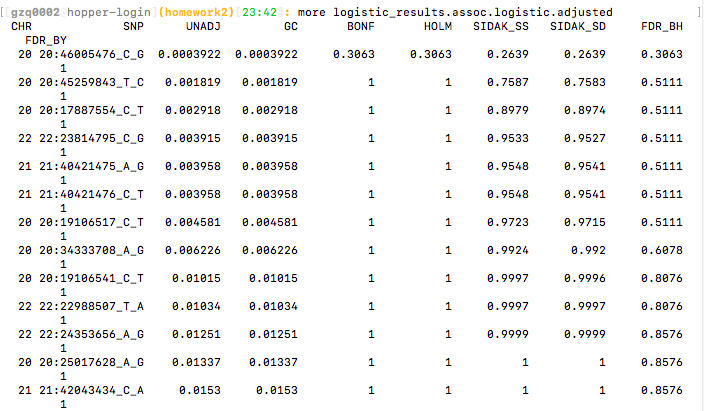 [gzq0002 hopper-login](homework2)[23:42]: more logistic_results.assoc.logistic.adjusted ]
CHR SNP UNADJ GC BONF HOLM SIDAK_SS SIDAK_SD FDR_BH
FDR_BY
20 20:46005476_C_G 0.0003922 0.0003922 0.3063 0.3063 0.2639 0.2639 0.3063
1
20 20:45259843_T_C 0.001819 0.001819 1 1 0.7587 0.7583 0.5111
1
20 20:17887554_C_T 0.002918 0.002918 1 1 0.8979 0.8974 0.5111
1
22 22:23814795_C_G 0.003915 0.003915 1 1 0.9533 0.9527 0.5111
1
21 21:40421475_A_G 0.003958 0.003958 1 1 0.9548 0.9541 0.5111
1
21 21:40421476_C_T 0.003958 0.003958 1 1 0.9548 0.9541 0.5111
1
20 20:19106517_C_T 0.004581 0.004581 1 1 0.9723 0.9715 0.5111
1
20 20:34333708_A_G 0.006226 0.006226 1 1 0.9924 0.992 0.6078
1
20 20:19106541_C_T 0.01015 0.01015 1 1 0.9997 0.9996 0.8076
1
22 22:22988507_T_A 0.01034 0.01034 1 1 0.9997 0.9997 0.8076
1
22 22:24353656_A_G 0.01251 0.01251 1 1 0.9999 0.9999 0.8576
1
20 20:25017628_A_G 0.01337 0.01337 1 1 1 1 0.8576
1
21 21:42043434_C_A 0.0153 0.0153 1 1 1 1 0.8576
1